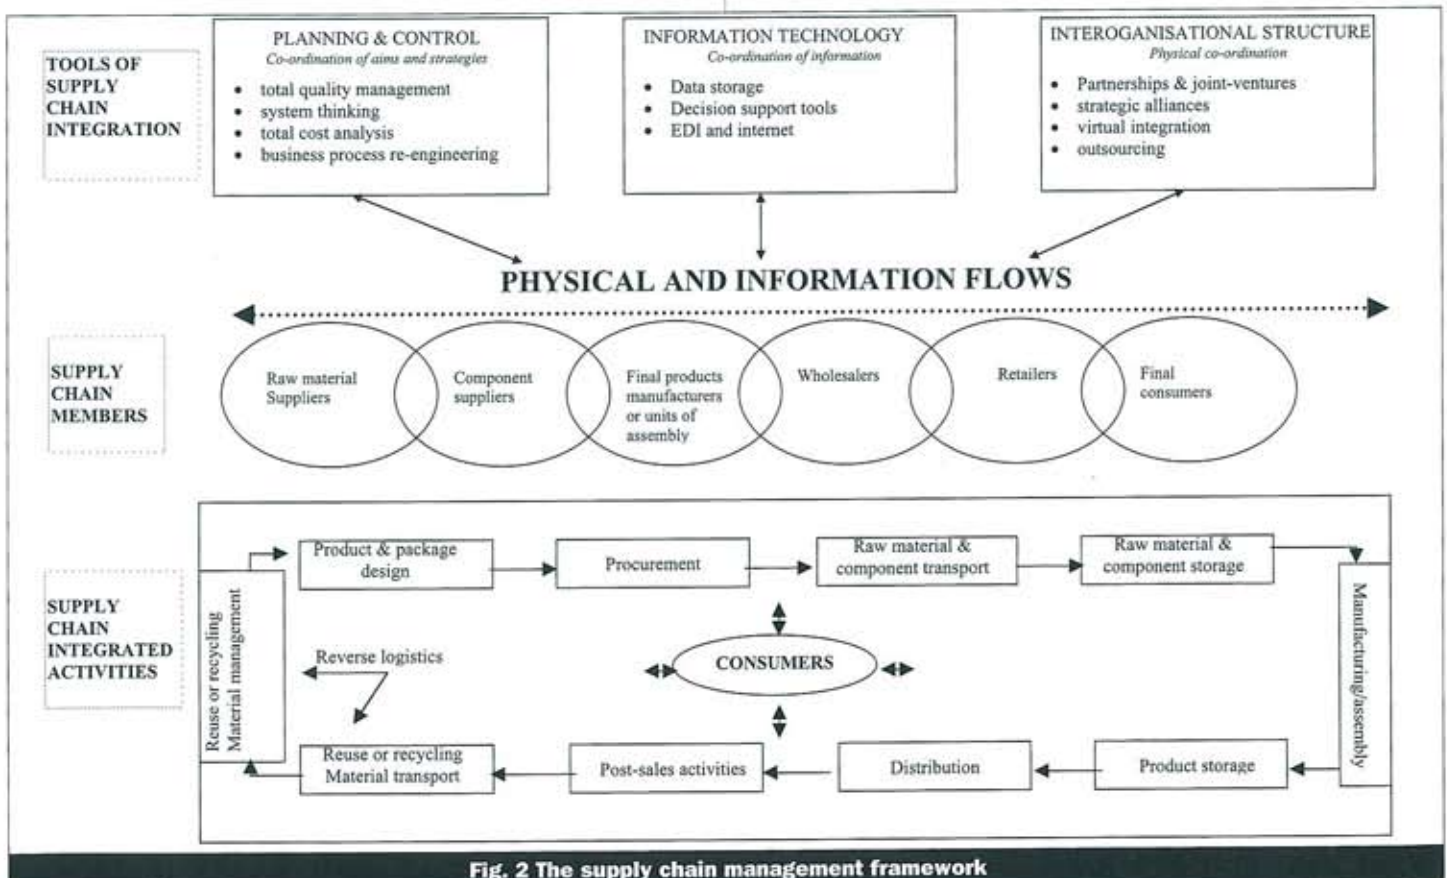 TOOLS OF
SUPPLY
CHAIN
INTEGRATION
PLANNING & CONTROL
Co-ordination of aims and strategies
• total quality management
• system thinking
• total cost analysis
• business process re-engineering
INFORMATION TECHNOLOGY
Co-ordination of information
• Data storage
• Decision support tools
• EDI and internet
INTEROGANISATIONAL STRUCTURE
Physical co-ordination
• Partnerships & joint-ventures
• strategic alliances
• virtual integration
• outsourcing
PHYSICAL AND INFORMATION FLOWS
SUPPLY
CHAIN
MEMBERS
Raw material
Suppliers
Component
suppliers
Final products
manufacturers
or units of
assembly
Wholesalers
Retailers
Final
consumers
SUPPLY
CHAIN
INTEGRATED
ACTIVITIES
Reuse or recycling
Material management
Product & package
design
Procurement
Raw material &
component transport
Raw material &
component storage
Manufacturing/assembly
Reverse logistics
CONSUMERS
Reuse or recycling
Material transport
Post-sales activities
Distribution
Product storage
Fig. 2 The supply chain management framework